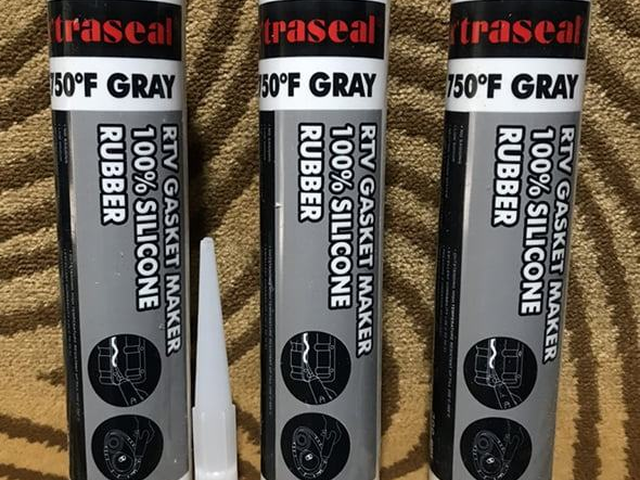 traseal
750°F GRAY
RTV GASKET MAKER
100% SILICONE
RUBBER
traseal
750°F GRAY
RTV GASKET MAKER
100% SILICONE
RUBBER
traseal
750°F GRAY
RTV GASKET MAKER
100% SILICONE
RUBBER